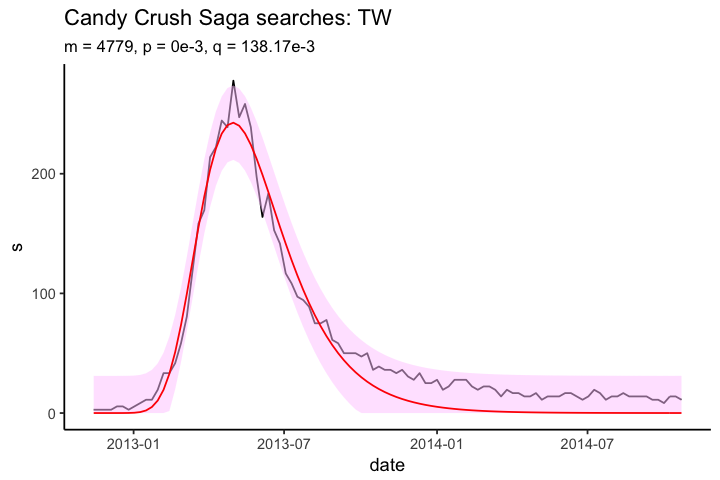 Candy Crush Saga searches: TW
m = 4779, p = 0e-3, q = 138.17e-3
s
200
100
0
2013-01 2013-07 2014-01 2014-07
date